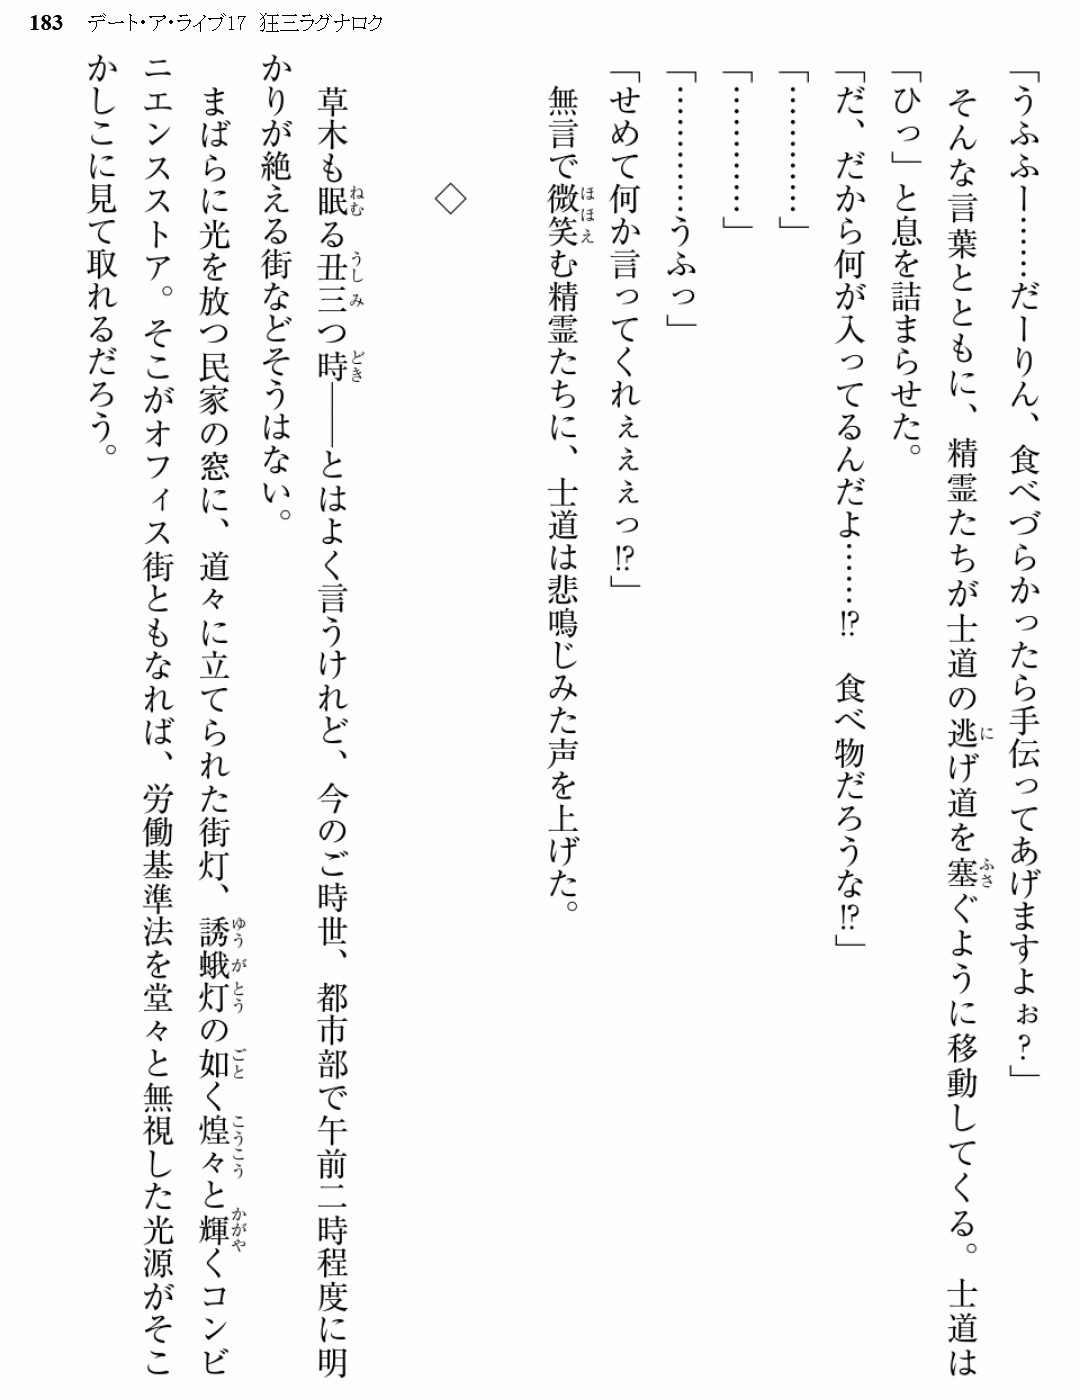 183 デート・ア・ライブ17 狂三ラグナロク
「うふふー……だーりん、食べづらかったら手伝ってあげますよぉ?」
そんな言葉とともに、精霊たちが士道の逃げ道を塞ぐように移動してくる。士道は
「ひっ」と息を詰まらせた。
「だ、だから何が入ってるんだよ……⁉ 食べ物だろうな⁉」
「…………」
「…………」
「…………うふっ」
「せめて何か言ってくれぇぇぇっ⁉」
無言で微笑む精霊たちに、士道は悲鳴じみた声を上げた。
◇
草木も眠る丑三つ時――とはよく言うけれど、今のご時世、都市部で午前二時程度に明
かりが絶える街などそうはない。
まばらに光を放つ民家の窓に、道々に立てられた街灯、誘蛾灯の如く煌々と輝くコンビ
ニエンスストア。そこがオフィス街ともなれば、労働基準法を堂々と無視した光源がそこ
かしこに見て取れるだろう。